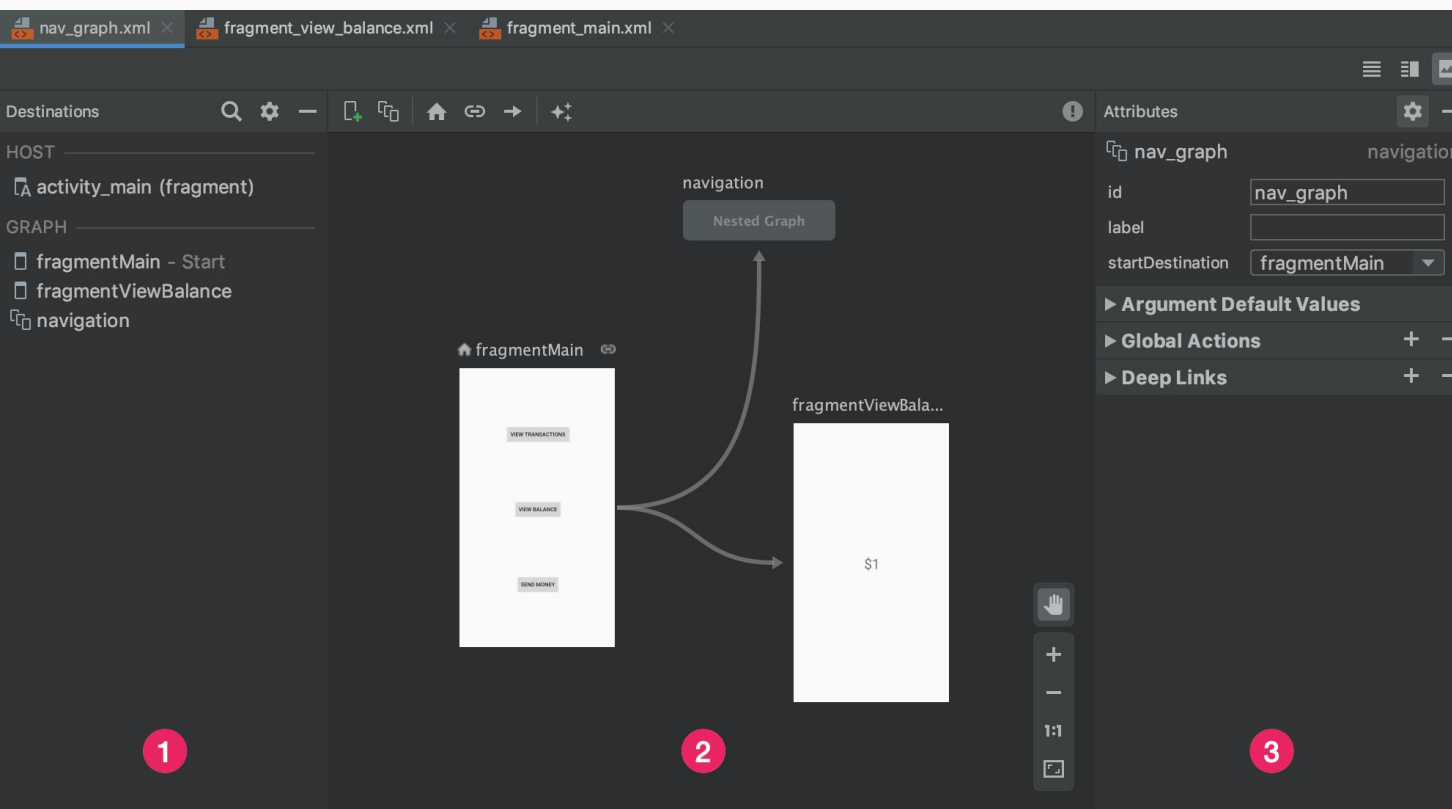 nav_graph.xml
fragment_view_balance.xml
fragment_main.xml
Destinations
HOST
activity_main (fragment)
GRAPH
fragmentMain - Start
fragmentViewBalance
navigation
1
navigation
Nested Graph
fragmentMain
VIEW TRANSACTIONS
VIEW BALANCE
SEND MONEY
fragmentViewBala...
$1
1:1
2
Attributes
nav_graph navigation
id nav_graph
label
startDestination fragmentMain
Argument Default Values
Global Actions
Deep Links
3